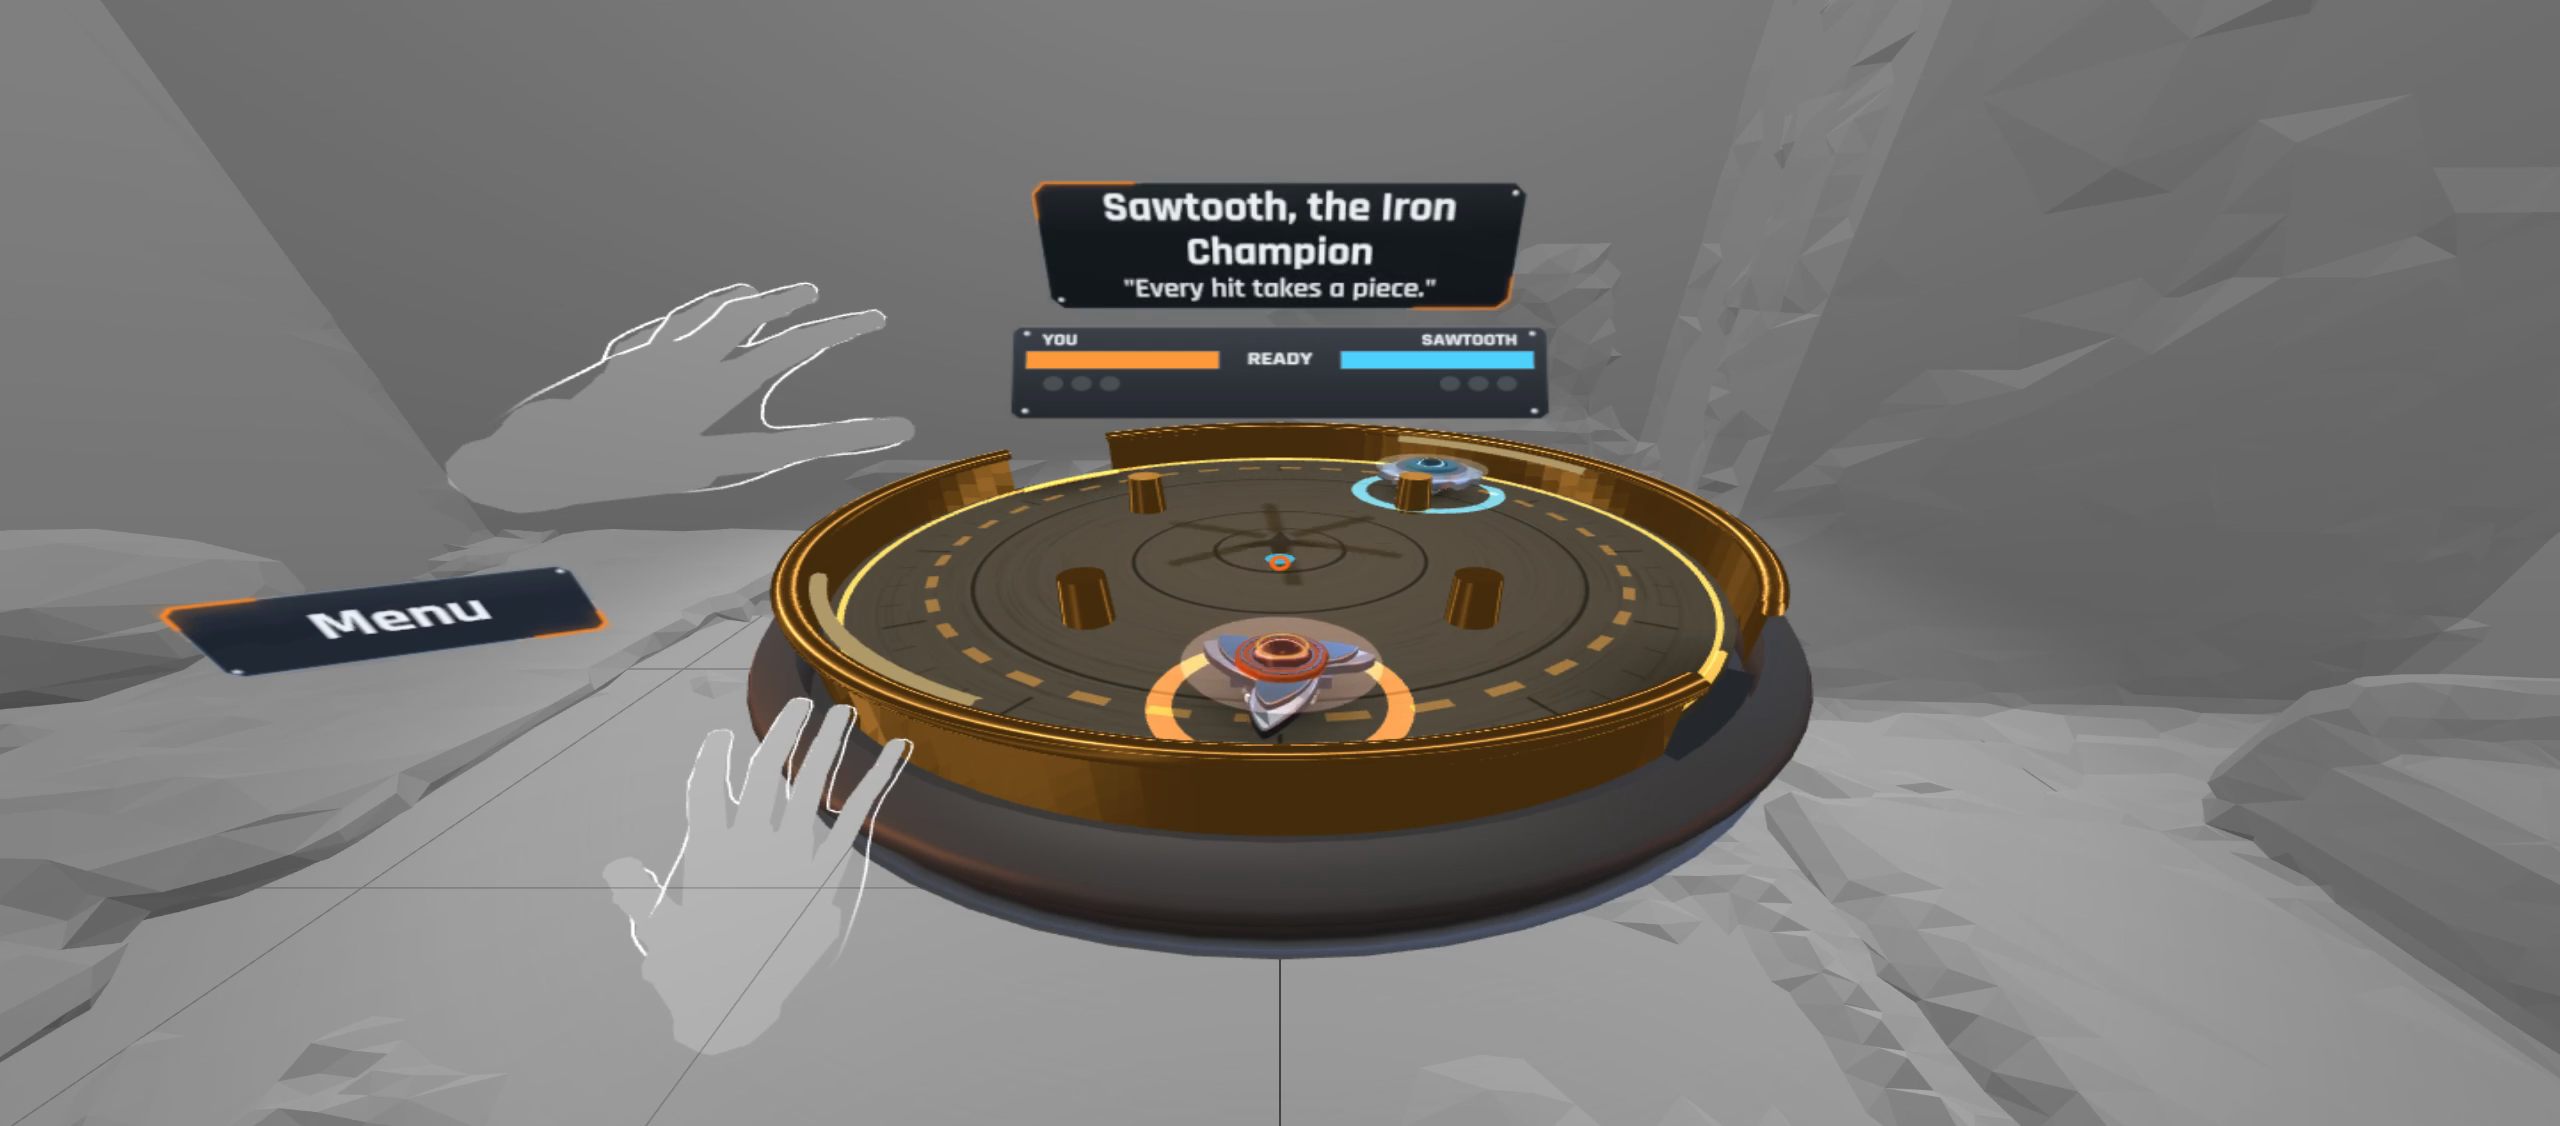 Sawtooth, the Iron
Champion
"Every hit takes a piece."
YOU
SAWTOOTH
READY
Menu